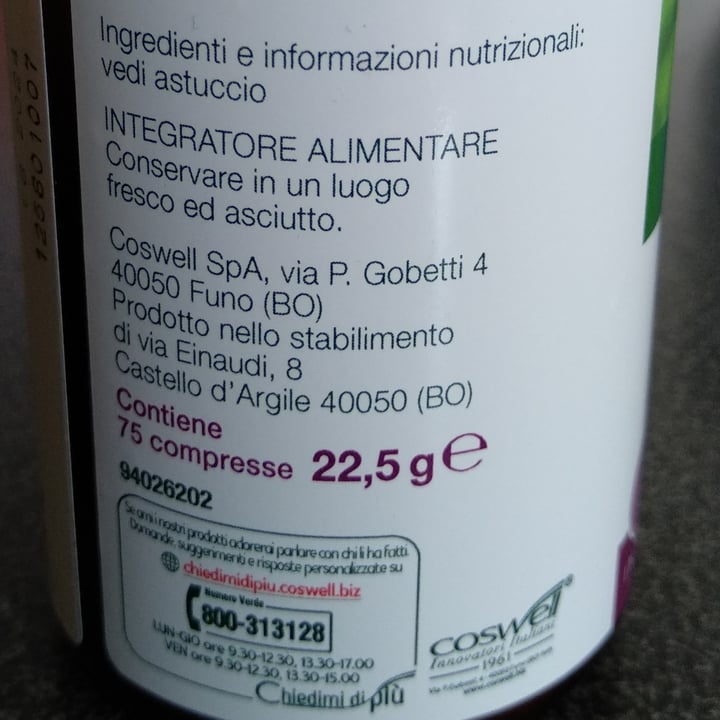 Ingredienti e informazioni nutrizionali:
vedi astuccio
INTEGRATORE ALIMENTARE
Conservare in un luogo
fresco ed asciutto.
Coswell SpA, via P. Gobetti 4
40050 Funo (BO)
Prodotto nello stabilimento
di via Einaudi, 8
Castello d'Argile 40050 (BO)
Contiene
75 compresse 22,5 g e
94026202
Se ami i nostri prodotti adorerai parlare con chi li ha fatti.
Domande, suggerimenti e risposte personalizzate su
chiedimidipiu.coswell.biz
Numero Verde
800-313128
LUN-GIO ore 9.30-12.30, 13.30-17.00
VEN ore 9.30-12.30, 13.30-15.00
Chiedimi di più
coswell®
Innovatori Italiani
1961